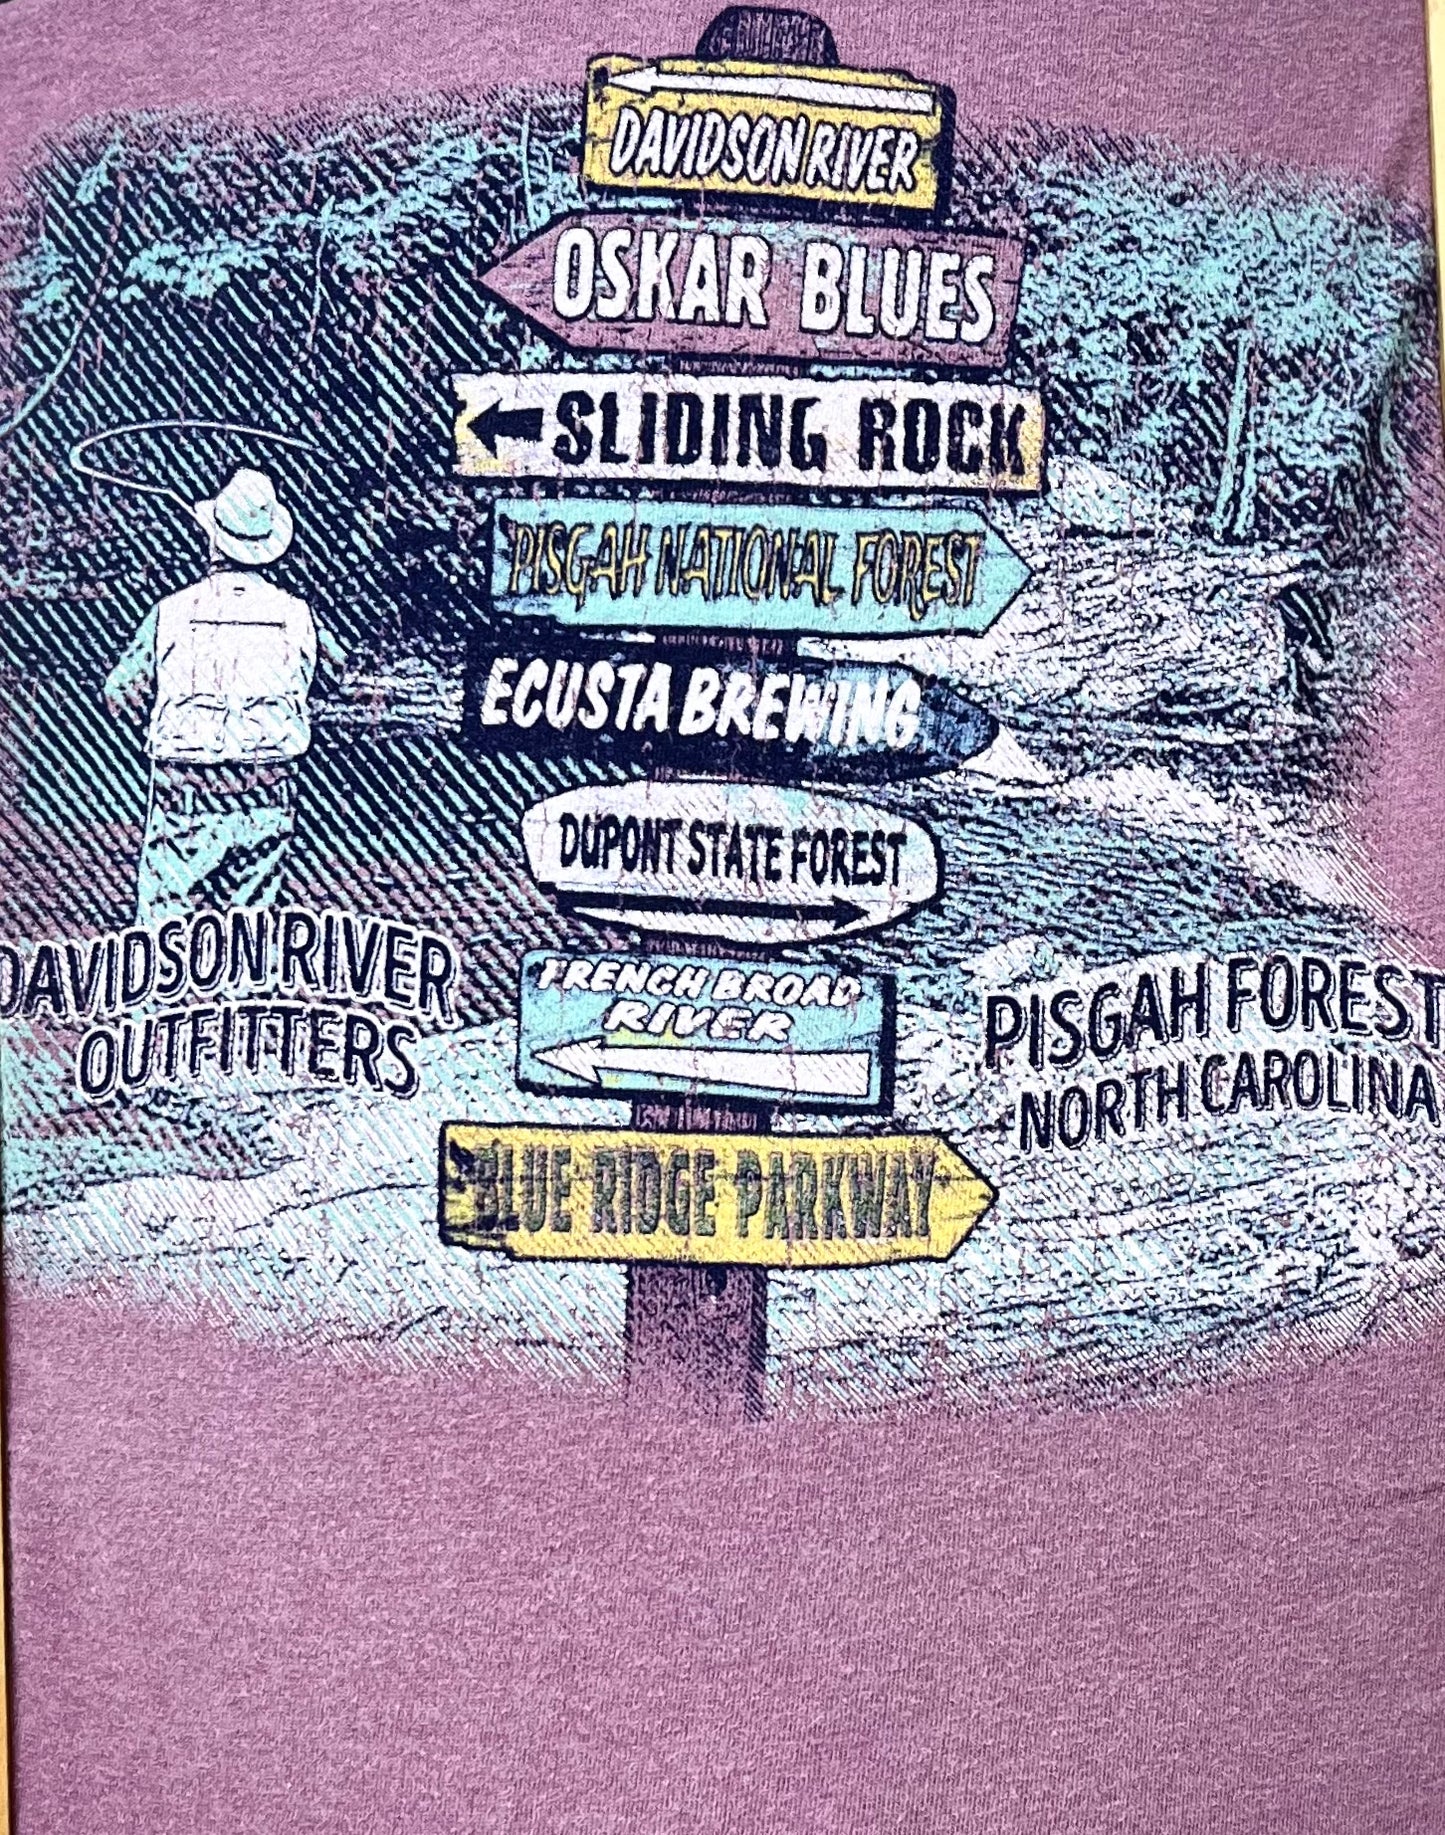 DAVIDSON RIVER
OSKAR BLUES
SLIDING ROCK
PISGAH NATIONAL FOREST
ECUSTA BREWING
DUPONT STATE FOREST
FRENCH BROAD
RIVER
BLUE RIDGE PARKWAY
DAVIDSON RIVER
OUTFITTERS
PISGAH FOREST
NORTH CAROLINA